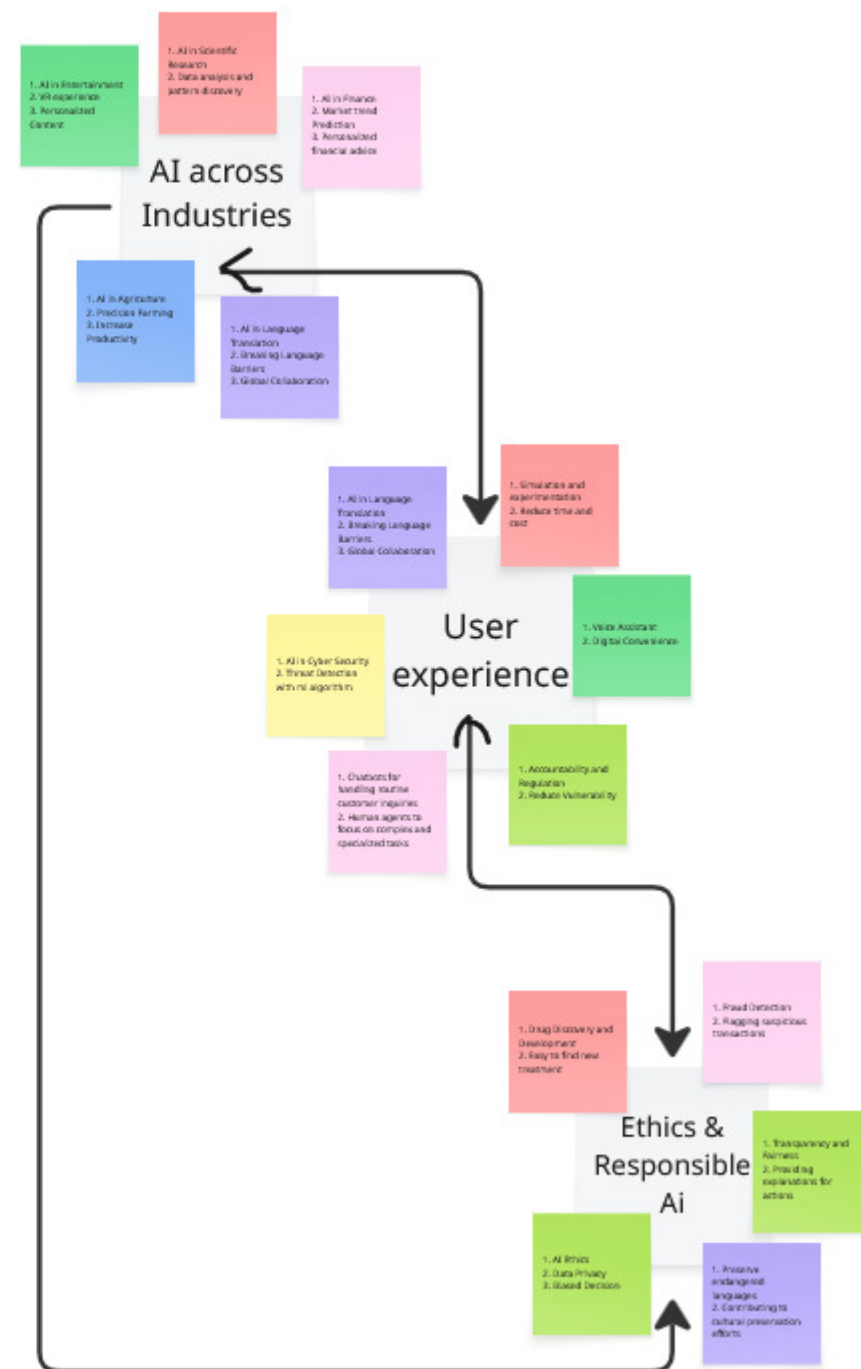 1. AI in Entertainment
2. VR experience
3. Personalized
Content
1. AI in Scientific
Research
2. Data analysis and
pattern discovery
1. AI in Finance
2. Market trend
Prediction
3. Personalized
financial advice
AI across
Industries
1. AI in Agriculture
2. Precision Farming
3. Increase
Productivity
1. AI in Language
Translation
2. Breaking Language
Barriers
3. Global Collaboration
1. AI in Language
Translation
2. Breaking Language
Barriers
3. Global Collaboration
1. Simulation and
experimentation
2. Reduce time and
cost
User
experience
1. Voice Assistant
2. Digital Convenience
1. AI in Cyber Security
2. Threat Detection
with ml algorithm
1. Chatbots for
handling routine
customer inquiries
2. Human agents to
focus on complex and
specialized tasks
1. Accountability and
Regulation
2. Reduce Vulnerability
1. Drug Discovery and
Development
2. Easy to find new
treatment
1. Fraud Detection
2. Flagging suspicious
transactions
Ethics &
Responsible
Ai
1. Transparency and
Fairness
2. Providing
explanations for
actions
1. AI Ethics
2. Data Privacy
3. Biased Decision
1. Preserve
endangered
languages
2. Contributing to
cultural preservation
efforts